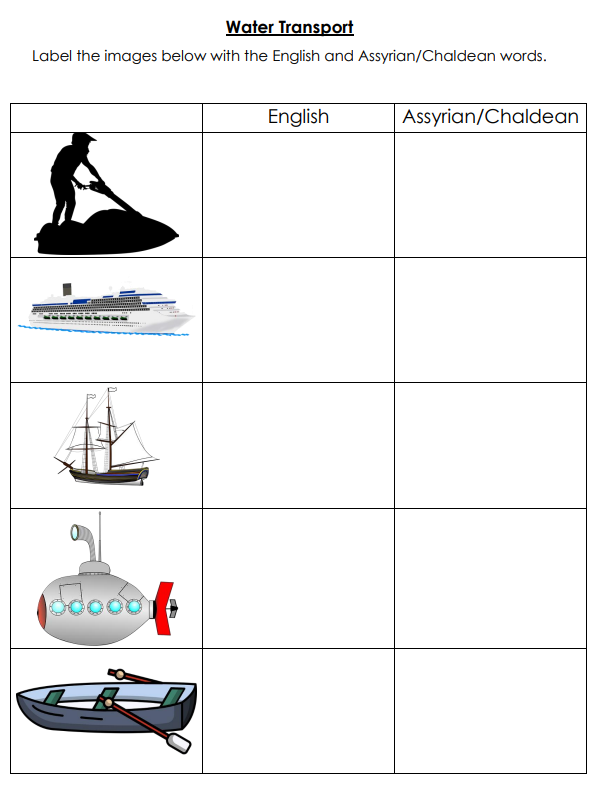 Water Transport
Label the images below with the English and Assyrian/Chaldean words.
English Assyrian/Chaldean